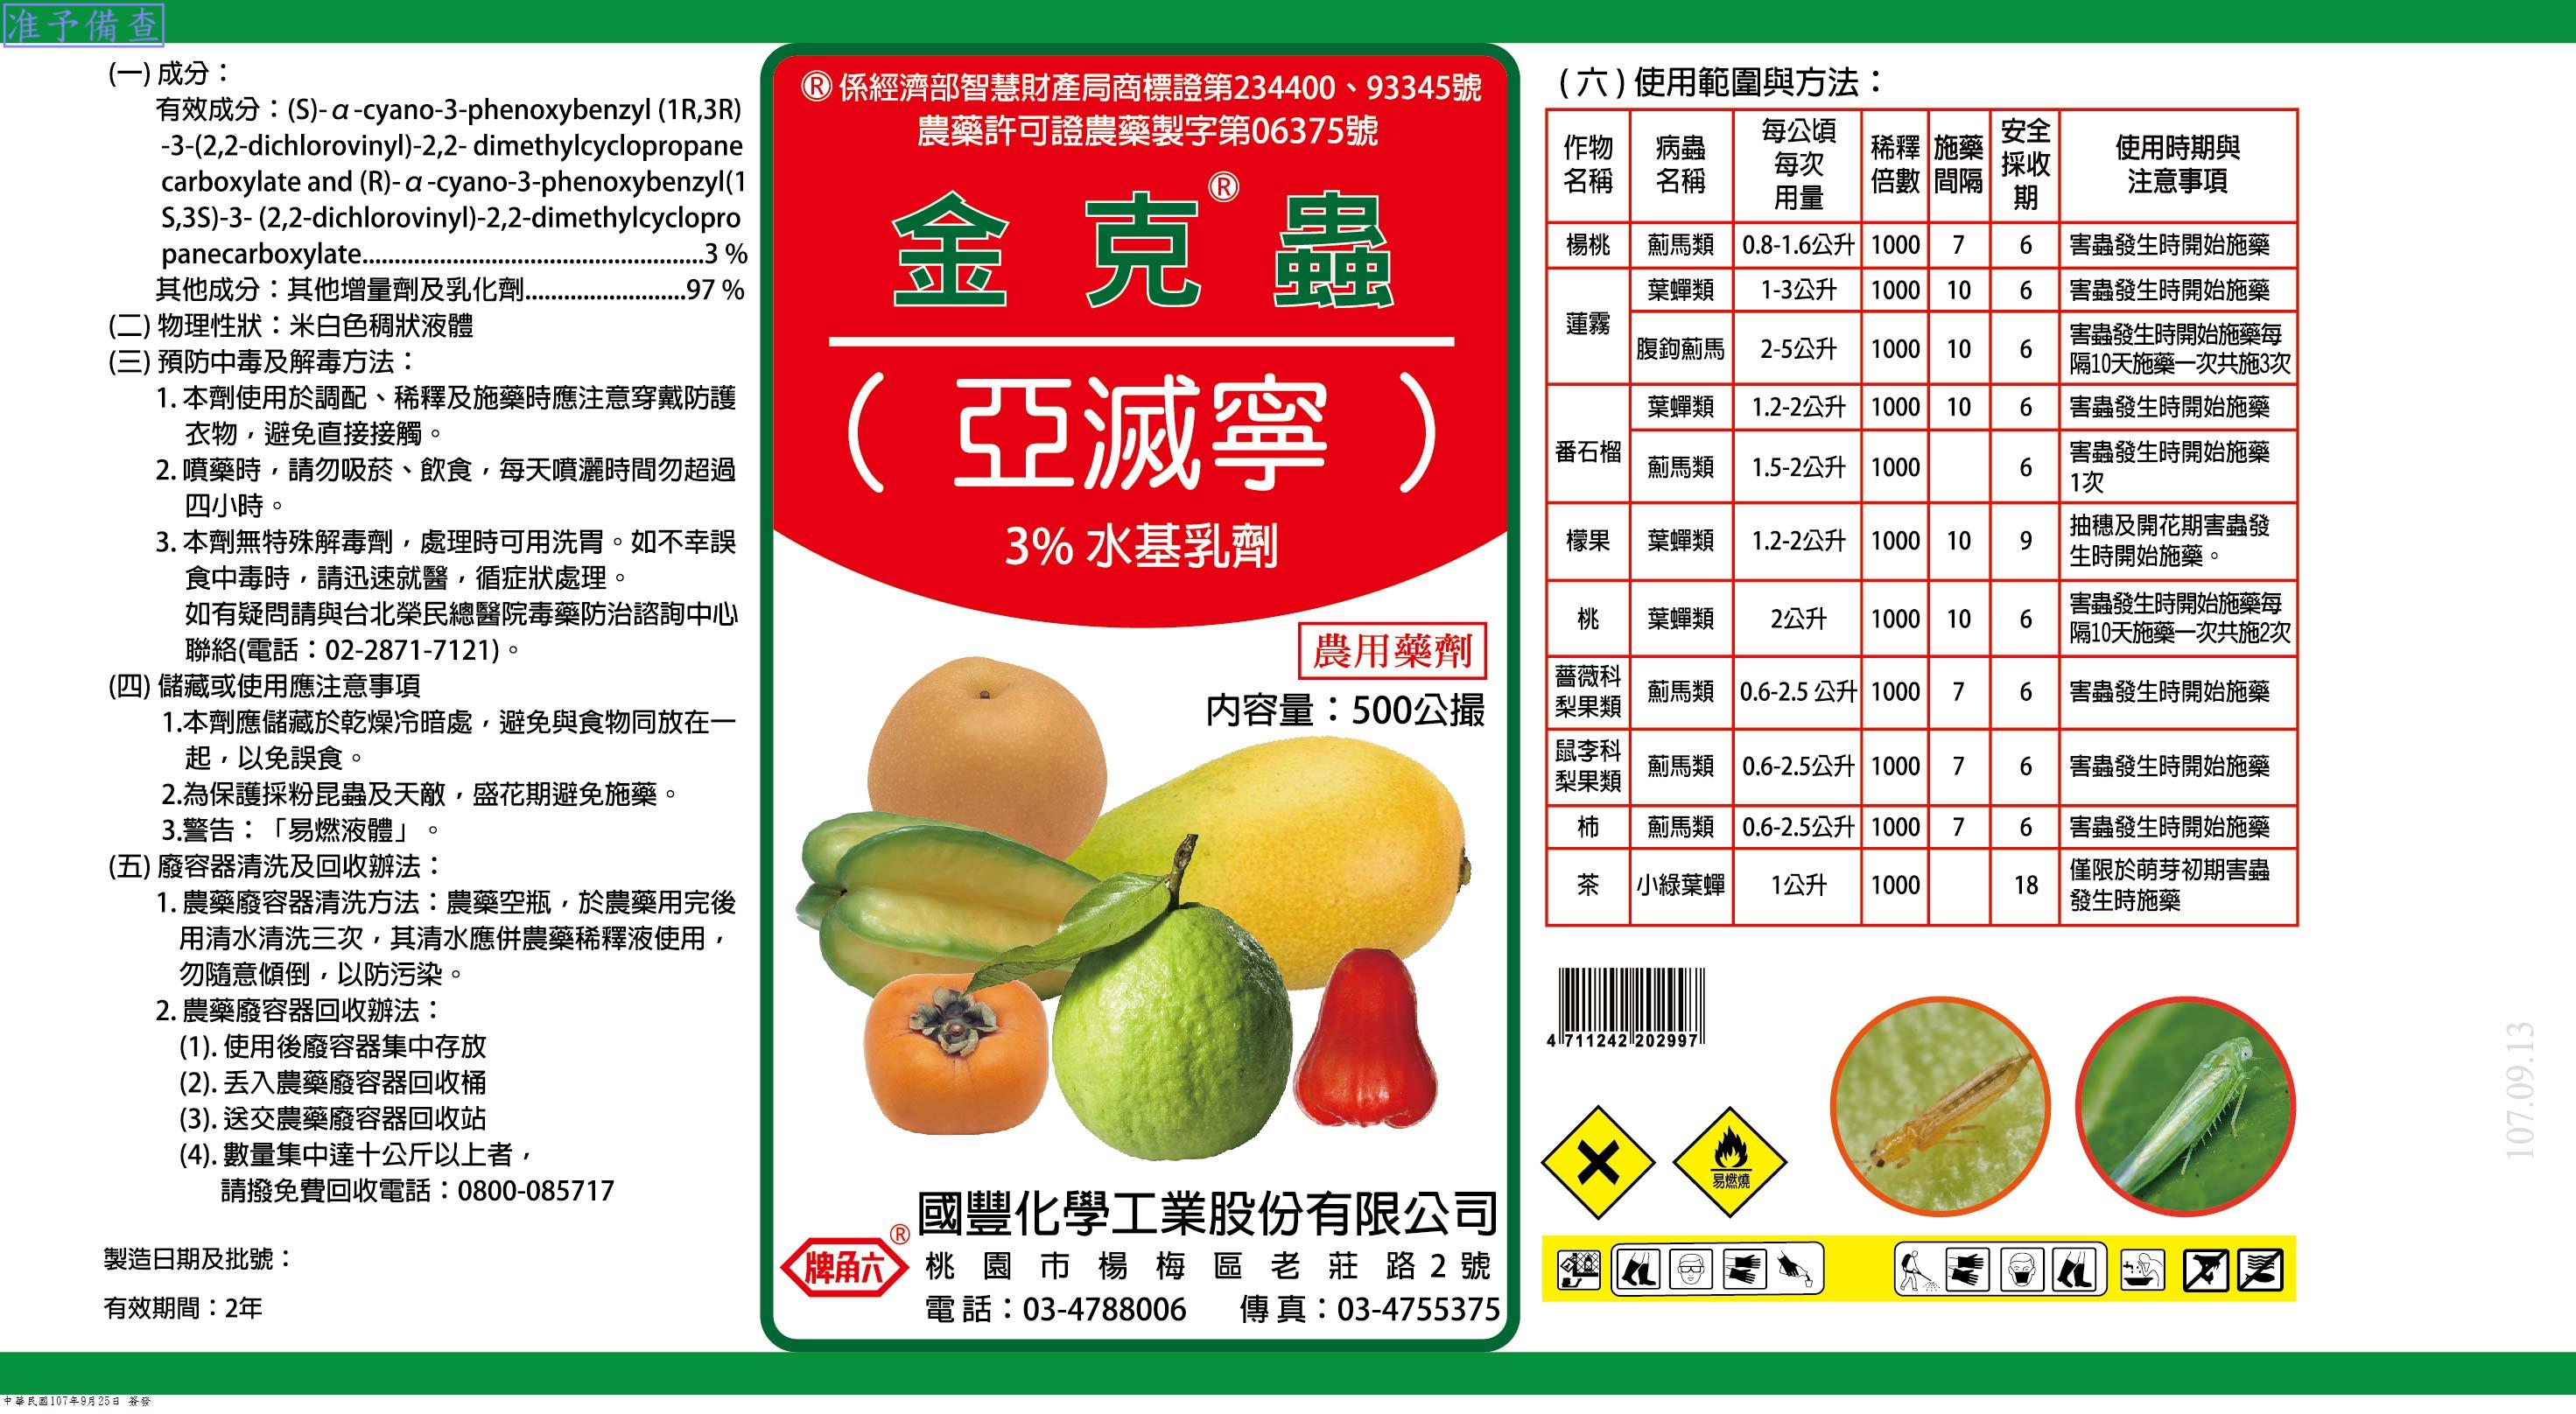 准予備查
(一) 成分：
有效成分：(S)-α-cyano-3-phenoxybenzyl (1R,3R)
-3-(2,2-dichlorovinyl)-2,2- dimethylcyclopropane
carboxylate and (R)-α-cyano-3-phenoxybenzyl(1
S,3S)-3- (2,2-dichlorovinyl)-2,2-dimethylcyclopro
panecarboxylate.........................................................3 %
其他成分：其他增量劑及乳化劑.........................97 %
(二) 物理性狀：米白色稠狀液體
(三) 預防中毒及解毒方法：
1. 本劑使用於調配、稀釋及施藥時應注意穿戴防護
衣物，避免直接接觸。
2. 噴藥時，請勿吸菸、飲食，每天噴灑時間勿超過
四小時。
3. 本劑無特殊解毒劑，處理時可用洗胃。如不幸誤
食中毒時，請迅速就醫，循症狀處理。
如有疑問請與台北榮民總醫院毒藥防治諮詢中心
聯絡(電話：02-2871-7121)。
(四) 儲藏或使用應注意事項
1.本劑應儲藏於乾燥冷暗處，避免與食物同放在一
起，以免誤食。
2.為保護採粉昆蟲及天敵，盛花期避免施藥。
3.警告：「易燃液體」。
(五) 廢容器清洗及回收辦法：
1. 農藥廢容器清洗方法：農藥空瓶，於農藥用完後
用清水清洗三次，其清水應併農藥稀釋液使用，
勿隨意傾倒，以防污染。
2. 農藥廢容器回收辦法：
(1). 使用後廢容器集中存放
(2). 丟入農藥廢容器回收桶
(3). 送交農藥廢容器回收站
(4). 數量集中達十公斤以上者，
請撥免費回收電話：0800-085717
製造日期及批號：
有效期間：2年
®係經濟部智慧財產局商標證第234400、93345號
農藥許可證農藥製字第06375號
金克®蟲
（亞滅寧）
3% 水基乳劑
農用藥劑
內容量：500公撮
國豐化學工業股份有限公司
牌角六®
桃園市楊梅區老莊路2號
電話：03-4788006 傳真：03-4755375
(六)使用範圍與方法：
作物名稱 病蟲名稱 每公頃每次用量 稀釋倍數 施藥間隔 安全採收期 使用時期與注意事項
楊桃 薊馬類 0.8-1.6公升 1000 7 6 害蟲發生時開始施藥
蓮霧 葉蟬類 1-3公升 1000 10 6 害蟲發生時開始施藥
腹鉤薊馬 2-5公升 1000 10 6 害蟲發生時開始施藥每隔10天施藥一次共施3次
番石榴 葉蟬類 1.2-2公升 1000 10 6 害蟲發生時開始施藥
薊馬類 1.5-2公升 1000 6 害蟲發生時開始施藥1次
檬果 葉蟬類 1.2-2公升 1000 10 9 抽穗及開花期害蟲發生時開始施藥。
桃 葉蟬類 2公升 1000 10 6 害蟲發生時開始施藥每隔10天施藥一次共施2次
薔薇科梨果類 薊馬類 0.6-2.5 公升 1000 7 6 害蟲發生時開始施藥
鼠李科梨果類 薊馬類 0.6-2.5公升 1000 7 6 害蟲發生時開始施藥
柿 薊馬類 0.6-2.5公升 1000 7 6 害蟲發生時開始施藥
茶 小綠葉蟬 1公升 1000 18 僅限於萌芽初期害蟲發生時施藥
4 711242 202997
易燃燒
107.09.13
中華民國107年9月25日 簽發